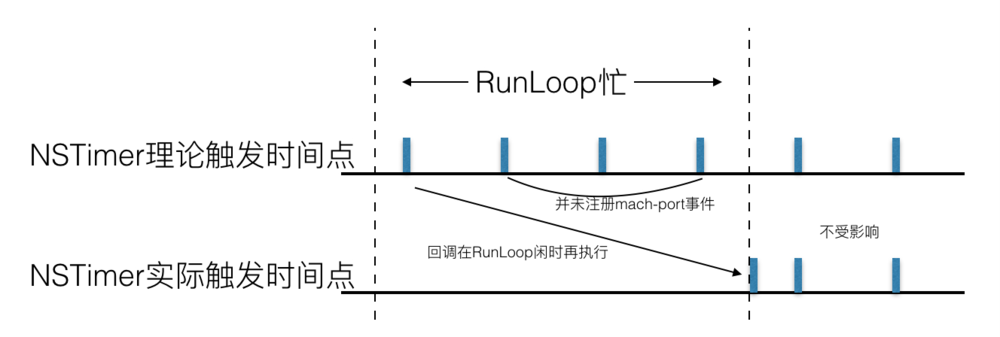 RunLoop忙
NSTimer理论触发时间点
并未注册mach-port事件
不受影响
回调在RunLoop闲时再执行
NSTimer实际触发时间点